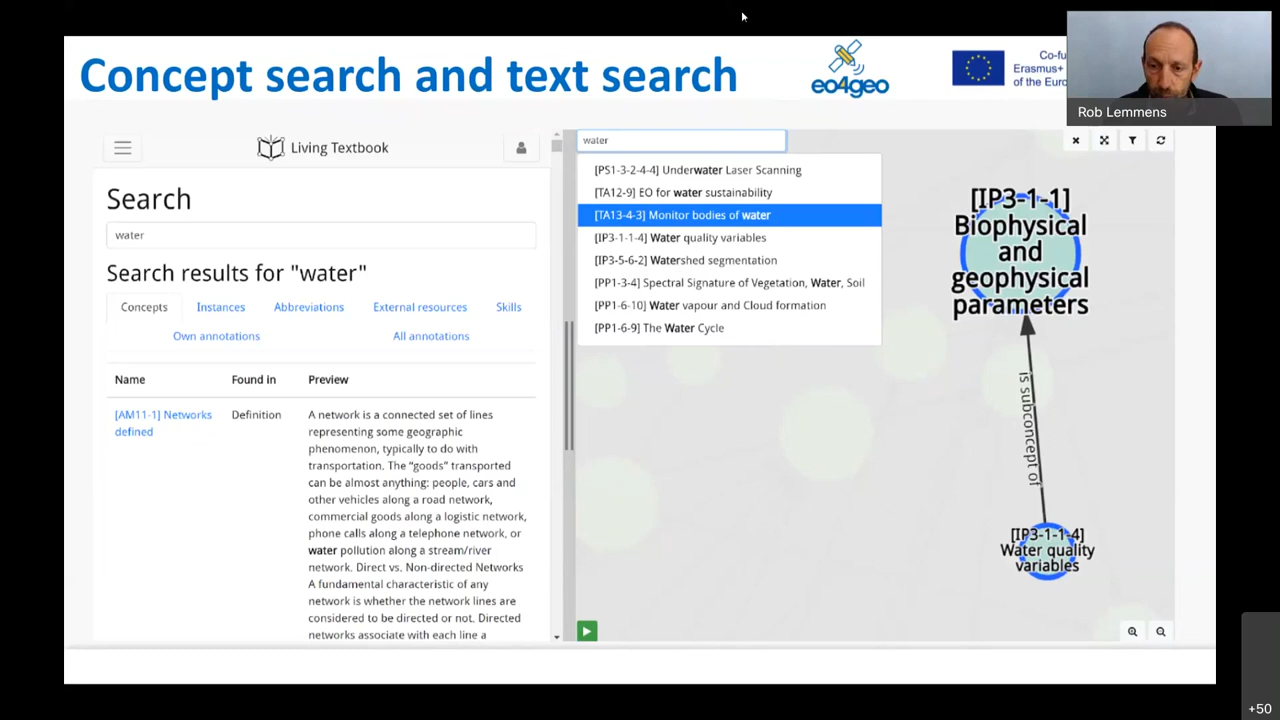 Concept search and text search
eo4geo
Co-fu
Erasmus+
of the Euro
Rob Lemmens
Living Textbook
Search
water
Search results for "water"
Concepts Instances Abbreviations External resources Skills
Own annotations All annotations
Name Found in Preview
[AM11-1] Networks defined
Definition
A network is a connected set of lines
representing some geographic
phenomenon, typically to do with
transportation. The “goods” transported
can be almost anything: people, cars and
other vehicles along a road network,
commercial goods along a logistic network,
phone calls along a telephone network, or
water pollution along a stream/river
network. Direct vs. Non-directed Networks
A fundamental characteristic of any
network is whether the network lines are
considered to be directed or not. Directed
networks associate with each line a
water
[PS1-3-2-4-4] Underwater Laser Scanning
[TA12-9] EO for water sustainability
[TA13-4-3] Monitor bodies of water
[IP3-1-1-4] Water quality variables
[IP3-5-6-2] Watershed segmentation
[PP1-3-4] Spectral Signature of Vegetation, Water, Soil
[PP1-6-10] Water vapour and Cloud formation
[PP1-6-9] The Water Cycle
[IP3-1-1]
Biophysical
and
geophysical
parameters
is subconcept of
[IP3-1-1-4]
Water quality
variables
+50